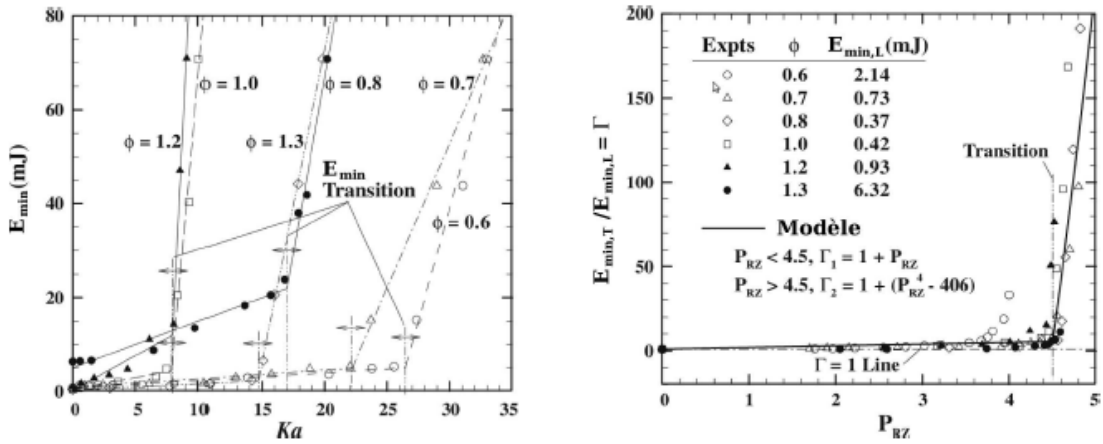 80
60
40
20
0
E_min (mJ)
ϕ = 1.0
ϕ = 0.8
ϕ = 0.7
ϕ = 1.2
ϕ = 1.3
E_min
Transition
ϕ = 0.6
0 5 10 15 20 25 30 35
Ka
200
150
100
50
0
E_min,T /E_min,L = Γ
Expts ϕ E_min,L (mJ)
0.6 2.14
0.7 0.73
0.8 0.37
1.0 0.42
1.2 0.93
1.3 6.32
Transition
Modèle
P_RZ < 4.5, Γ_1 = 1 + P_RZ
P_RZ > 4.5, Γ_2 = 1 + (P_RZ^4 - 406)
Γ = 1 Line
0 1 2 3 4 5
P_RZ